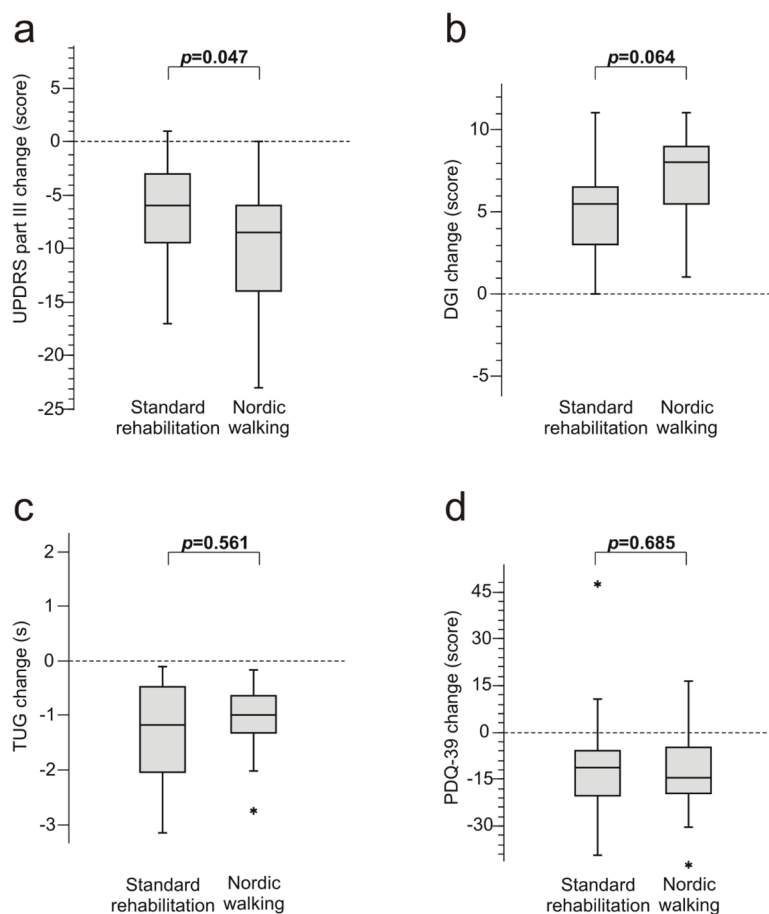 a
p=0.047
UPDRS part III change (score)
5
0
-5
-10
-15
-20
-25
Standard
rehabilitation
Nordic
walking
b
p=0.064
DGI change (score)
10
5
0
-5
Standard
rehabilitation
Nordic
walking
c
p=0.561
TUG change (s)
2
1
0
-1
-2
-3
*
Standard
rehabilitation
Nordic
walking
d
p=0.685
PDQ-39 change (score)
45
30
15
0
-15
-30
*
*
Standard
rehabilitation
Nordic
walking